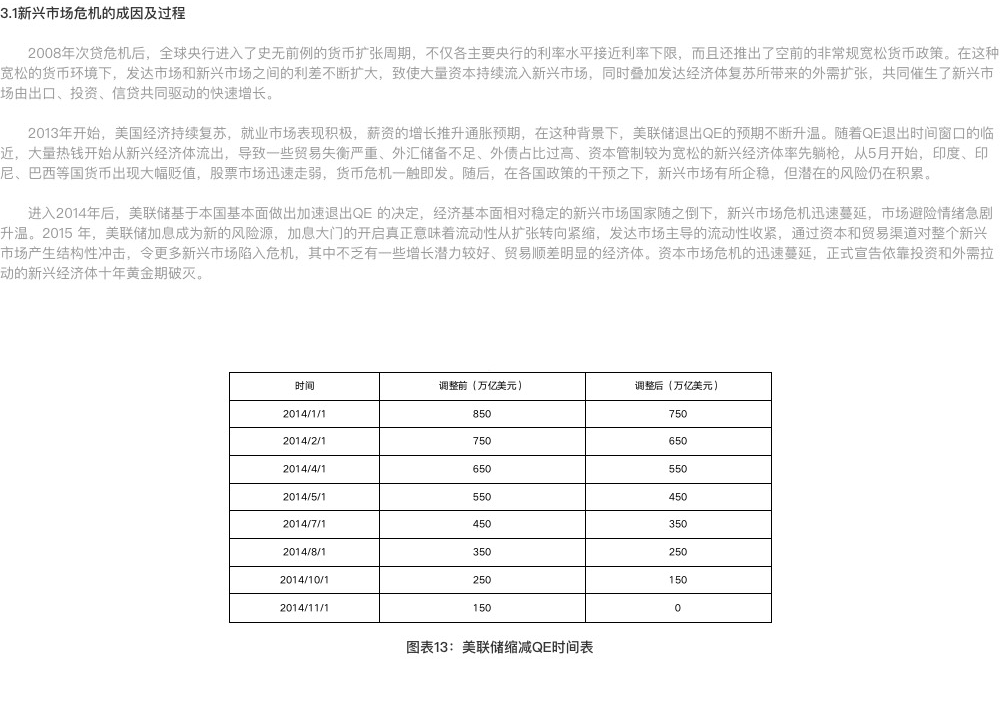 3.1新兴市场危机的成因及过程
2008年次贷危机后，全球央行进入了史无前例的货币扩张周期，不仅各主要央行的利率水平接近利率下限，而且还推出了空前的非常规宽松货币政策。在这种
宽松的货币环境下，发达市场和新兴市场之间的利差不断扩大，致使大量资本持续流入新兴市场，同时叠加发达经济体复苏所带来的外需扩张，共同催生了新兴市
场由出口、投资、信贷共同驱动的快速增长。
2013年开始，美国经济持续复苏，就业市场表现积极，薪资的增长推升通胀预期，在这种背景下，美联储退出QE的预期不断升温。随着QE退出时间窗口的临
近，大量热钱开始从新兴经济体流出，导致一些贸易失衡严重、外汇储备不足、外债占比过高、资本管制较为宽松的新兴经济体率先躺枪，从5月开始，印度、印
尼、巴西等国货币出现大幅贬值，股票市场迅速走弱，货币危机一触即发。随后，在各国政策的干预之下，新兴市场有所企稳，但潜在的风险仍在积累。
进入2014年后，美联储基于本国基本面做出加速退出QE 的决定，经济基本面相对稳定的新兴市场国家随之倒下，新兴市场危机迅速蔓延，市场避险情绪急剧
升温。2015 年，美联储加息成为新的风险源，加息大门的开启真正意味着流动性从扩张转向紧缩，发达市场主导的流动性收紧，通过资本和贸易渠道对整个新兴
市场产生结构性冲击，令更多新兴市场陷入危机，其中不乏有一些增长潜力较好、贸易顺差明显的经济体。资本市场危机的迅速蔓延，正式宣告依靠投资和外需拉
动的新兴经济体十年黄金期破灭。
时间 调整前（万亿美元） 调整后（万亿美元）
2014/1/1 850 750
2014/2/1 750 650
2014/4/1 650 550
2014/5/1 550 450
2014/7/1 450 350
2014/8/1 350 250
2014/10/1 250 150
2014/11/1 150 0
图表13：美联储缩减QE时间表